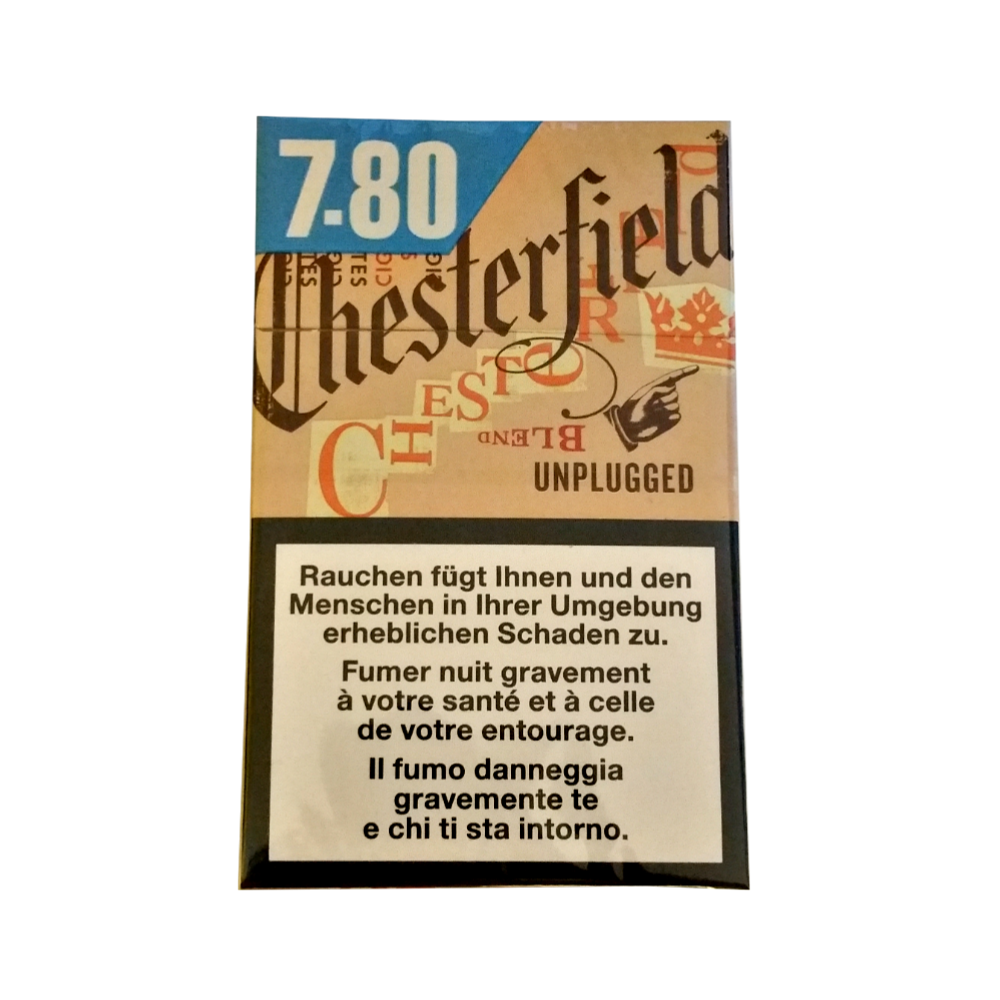 7.80
Chesterfield
CHESTERFIELD
BLEND
UNPLUGGED
Rauchen fügt Ihnen und den
Menschen in Ihrer Umgebung
erheblichen Schaden zu.
Fumer nuit gravement
à votre santé et à celle
de votre entourage.
Il fumo danneggia
gravemente te
e chi ti sta intorno.